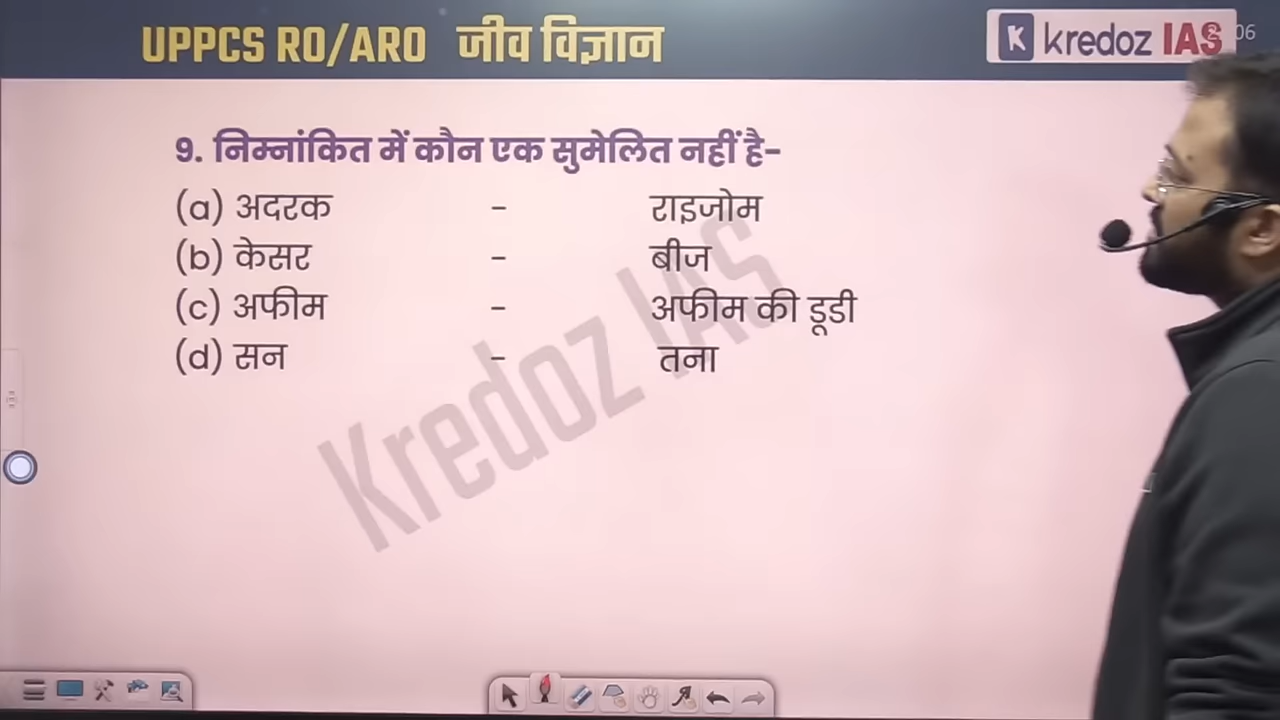 UPPCS RO/ARO जीव विज्ञान
K kredoz IAS
9. निम्नांकित में कौन एक सुमेलित नहीं है-
(a) अदरक - राइजोम
(b) केसर - बीज
(c) अफीम - अफीम की डूडी
(d) सन - तना
Kredoz IAS